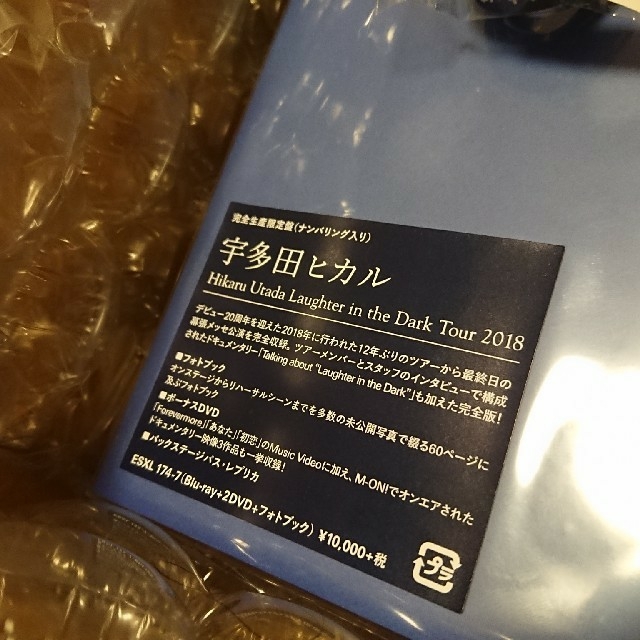 完全生産限定盤(ナンバリング入り)
宇多田ヒカル
Hikaru Utada Laughter in the Dark Tour 2018
デビュー20周年を迎えた2018年に行われた12年ぶりのツアーから最終日の
幕張メッセ公演を完全収録。ツアーメンバーとスタッフのインタビューで構成
されたドキュメンタリー「Talking about "Laughter in the Dark"」も加えた完全版!
■フォトブック
オンステージからリハーサルシーンまでを多数の未公開写真で綴る60ページに
及ぶフォトブック
■ボーナスDVD
「Forevermore」「あなた」「初恋」のMusic Videoに加え、M-ON!でオンエアされた
ドキュメンタリー映像3作品も一挙収録!
■バックステージパス・レプリカ
ESXL 174-7(Blu-ray+2DVD+フォトブック) ¥10,000+税
プラ